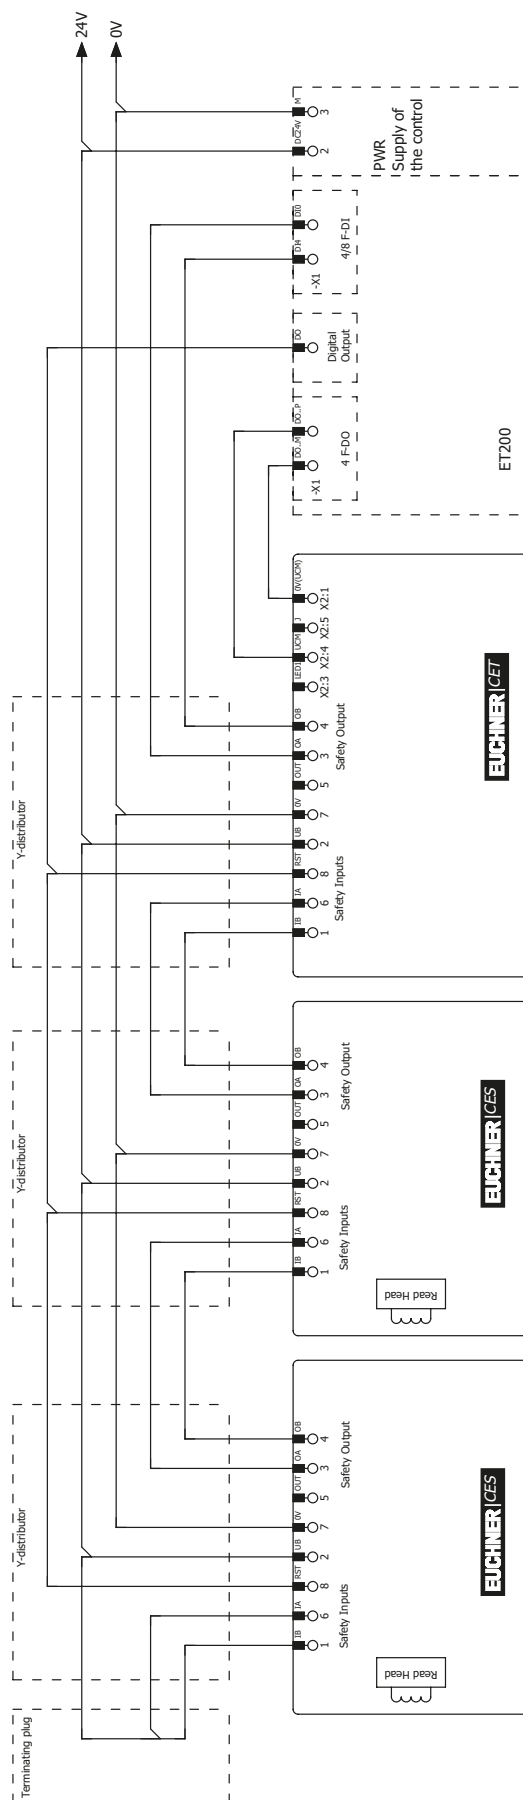 24V
0V
M
3
DC24V
2
PWR
Supply of
the control
DI0
DI4
-X1
4/8 F-DI
DO
Digital
Output
DO..P
DO..M
-X1
4 F-DO
ET200
0V(UCM)
X2:1
J
X2:5
UCM
X2:4
LED1
X2:3
OB
4
OA
3
Safety Output
OUT
5
0V
7
UB
2
RST
8
IA
6
IB
1
Safety Inputs
Y-distributor
EUCHNER|CET
OB
4
OA
3
Safety Output
OUT
5
0V
7
UB
2
RST
8
IA
6
IB
1
Safety Inputs
Y-distributor
EUCHNER|CES
Read Head
OB
4
OA
3
Safety Output
OUT
5
0V
7
UB
2
RST
8
IA
6
IB
1
Safety Inputs
Y-distributor
EUCHNER|CES
Read Head
Terminating plug